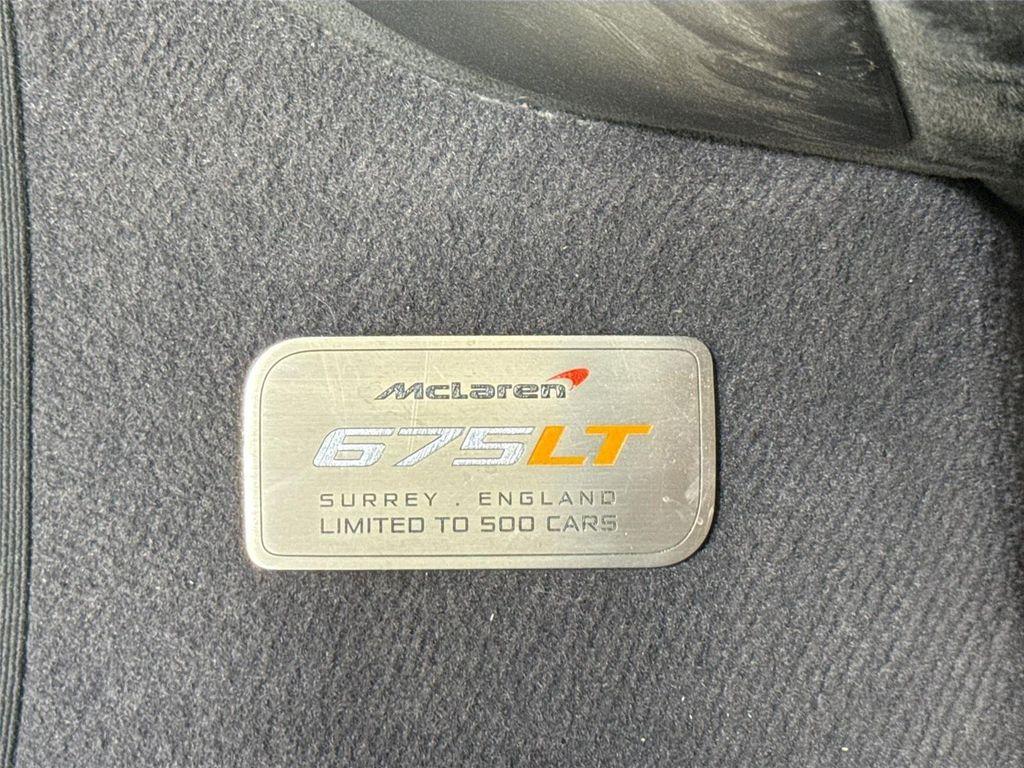 McLaren
675LT
SURREY . ENGLAND
LIMITED TO 500 CARS